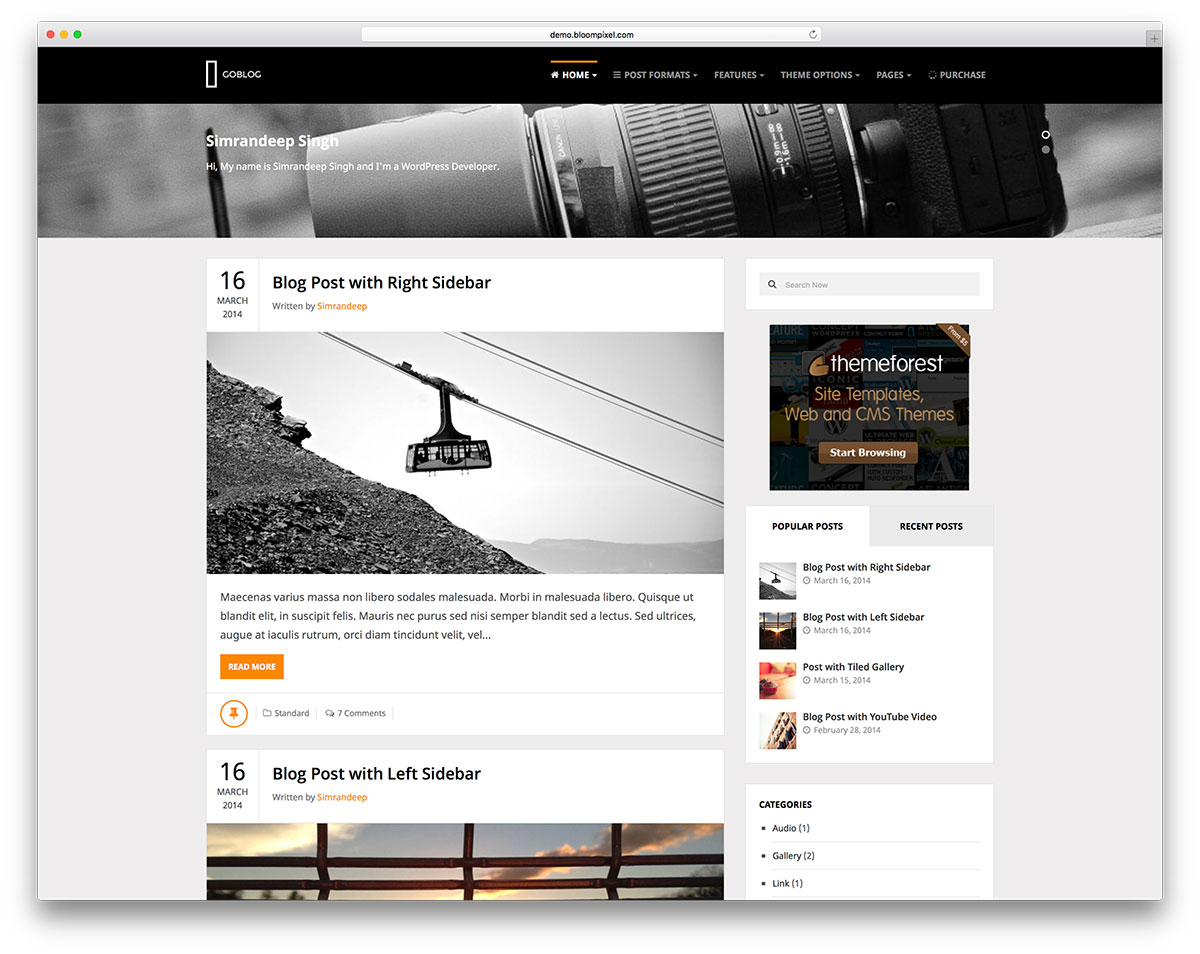 demo.bloompixel.com
GOBLOG
HOME
POST FORMATS
FEATURES
THEME OPTIONS
PAGES
PURCHASE
Simrandeep Singh
Hi, My name is Simrandeep Singh and I'm a WordPress Developer.
CANON LENS
0.9m
1.6m
16
MARCH
2014
Blog Post with Right Sidebar
Written by Simrandeep
Maecenas varius massa non libero sodales malesuada. Morbi in malesuada libero. Quisque ut
blandit elit, in suscipit felis. Mauris nec purus sed nisi semper blandit sed a lectus. Sed ultrices,
augue at iaculis rutrum, orci diam tincidunt velit, vel...
READ MORE
Standard
7 Comments
16
MARCH
2014
Blog Post with Left Sidebar
Written by Simrandeep
Search Now
From $5
themeforest
Site Templates,
Web and CMS Themes
Start Browsing
POPULAR POSTS
RECENT POSTS
Blog Post with Right Sidebar
March 16, 2014
Blog Post with Left Sidebar
March 16, 2014
Post with Tiled Gallery
March 15, 2014
Blog Post with YouTube Video
February 28, 2014
CATEGORIES
Audio (1)
Gallery (2)
Link (1)